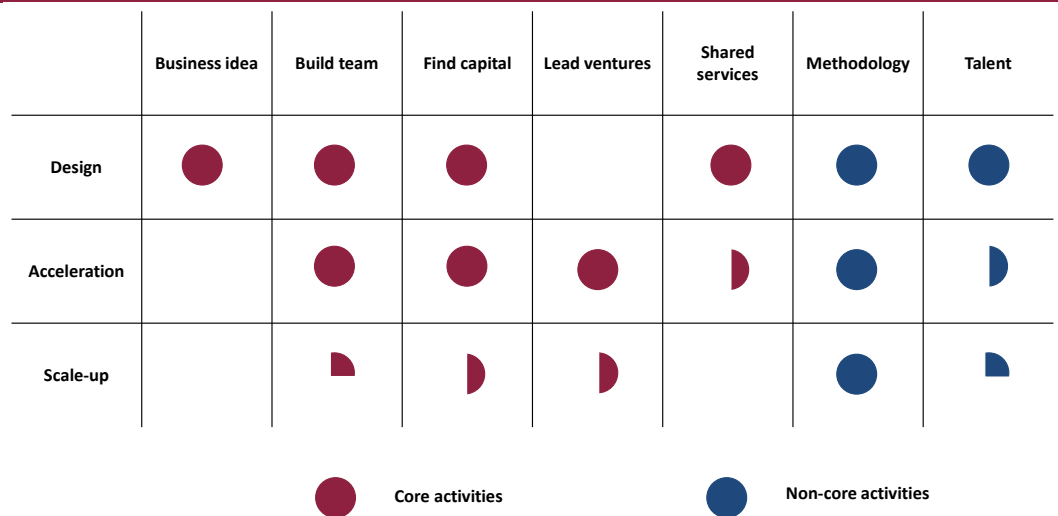 Business idea
Build team
Find capital
Lead ventures
Shared
services
Methodology
Talent
Design
Acceleration
Scale-up
Core activities
Non-core activities